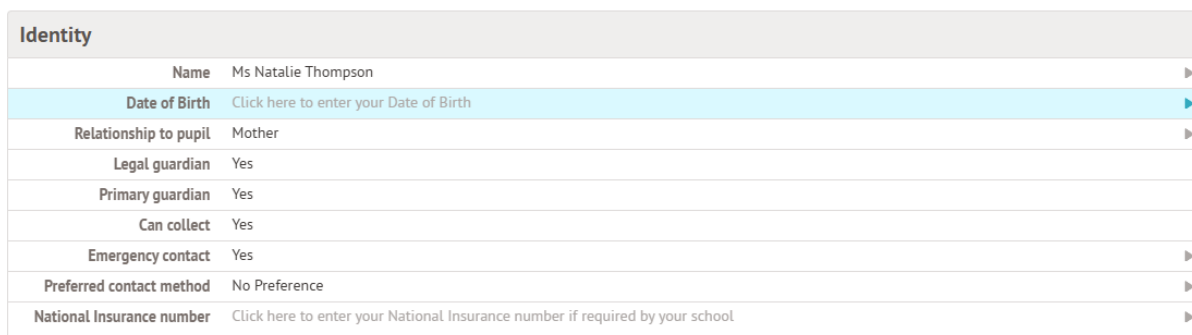 Identity
Name Ms Natalie Thompson
Date of Birth Click here to enter your Date of Birth
Relationship to pupil Mother
Legal guardian Yes
Primary guardian Yes
Can collect Yes
Emergency contact Yes
Preferred contact method No Preference
National Insurance number Click here to enter your National Insurance number if required by your school